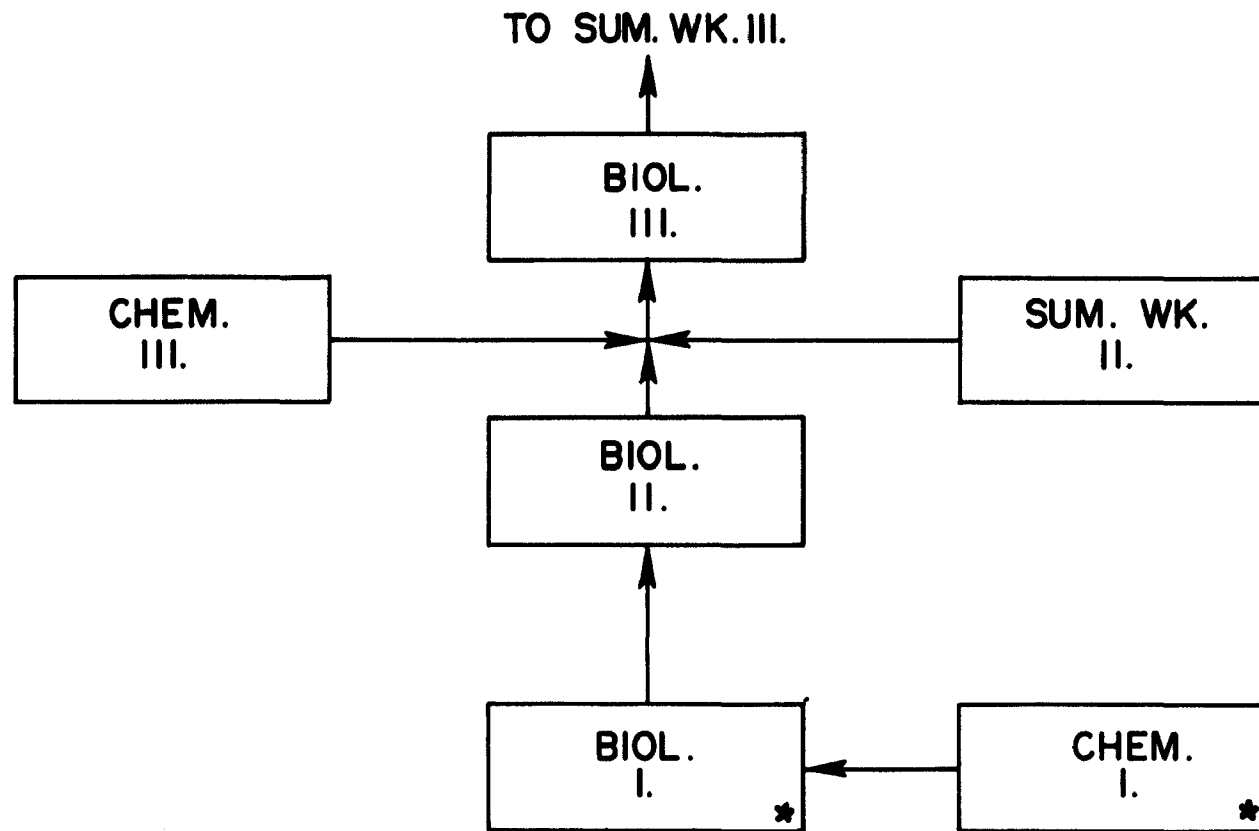 TO SUM. WK. III.
BIOL.
III.
CHEM.
III.
SUM. WK.
II.
BIOL.
II.
BIOL.
I.
*
CHEM.
I.
*